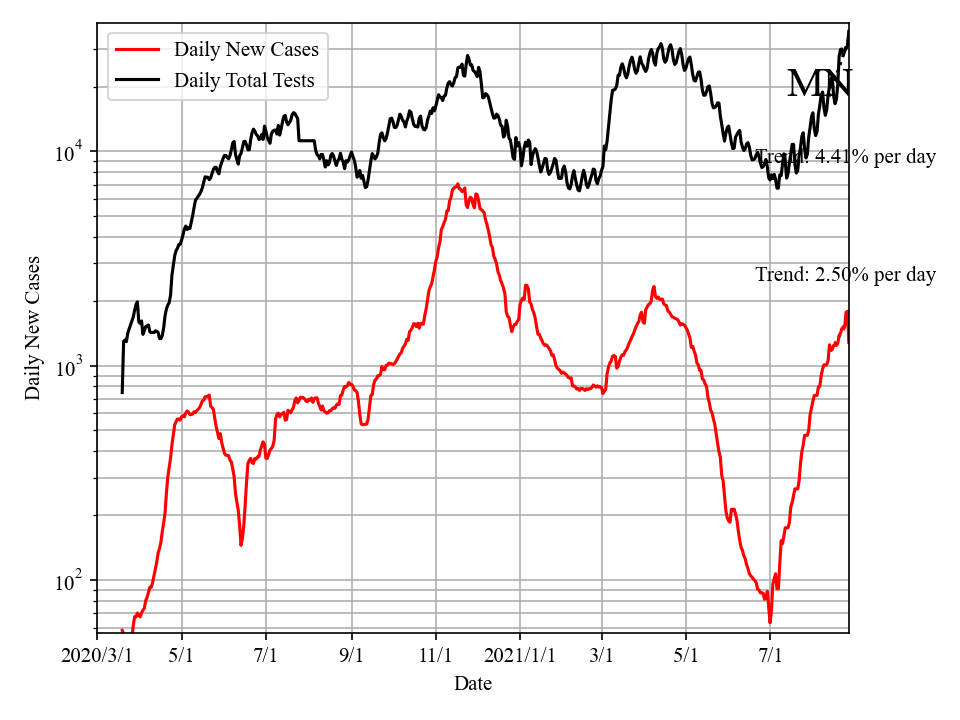 Daily New Cases
Daily Total Tests
MN
Trend: 4.41% per day
Trend: 2.50% per day
Daily New Cases
10^4
10^3
10^2
2020/3/1 5/1 7/1 9/1 11/1 2021/1/1 3/1 5/1 7/1
Date